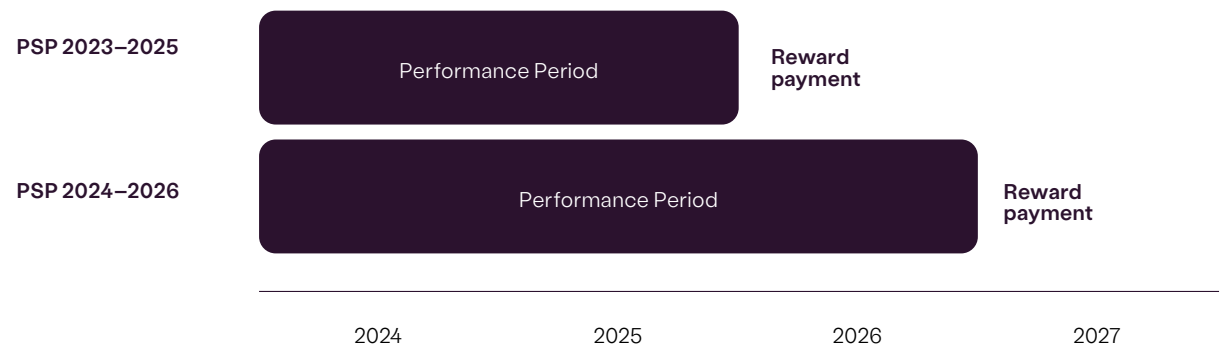 PSP 2023–2025
Performance Period
Reward
payment
PSP 2024–2026
Performance Period
Reward
payment
2024
2025
2026
2027